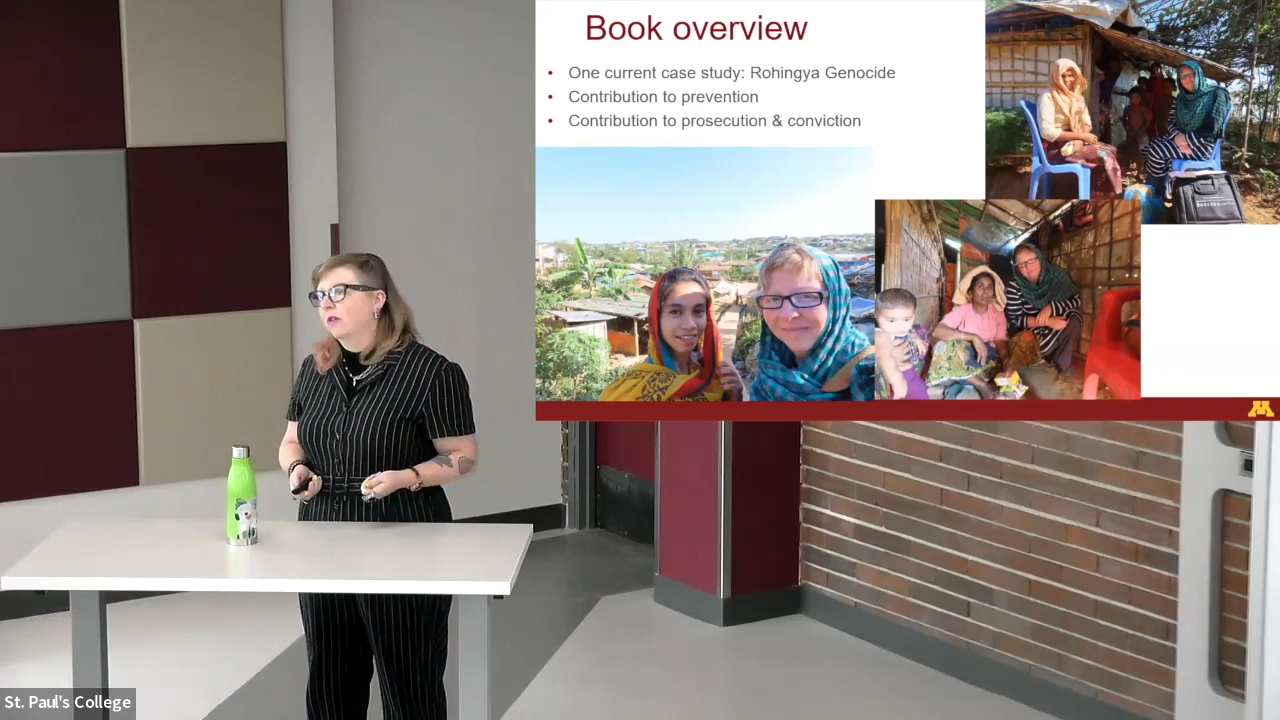 Book overview
• One current case study: Rohingya Genocide
• Contribution to prevention
• Contribution to prosecution & conviction
M
St. Paul's College